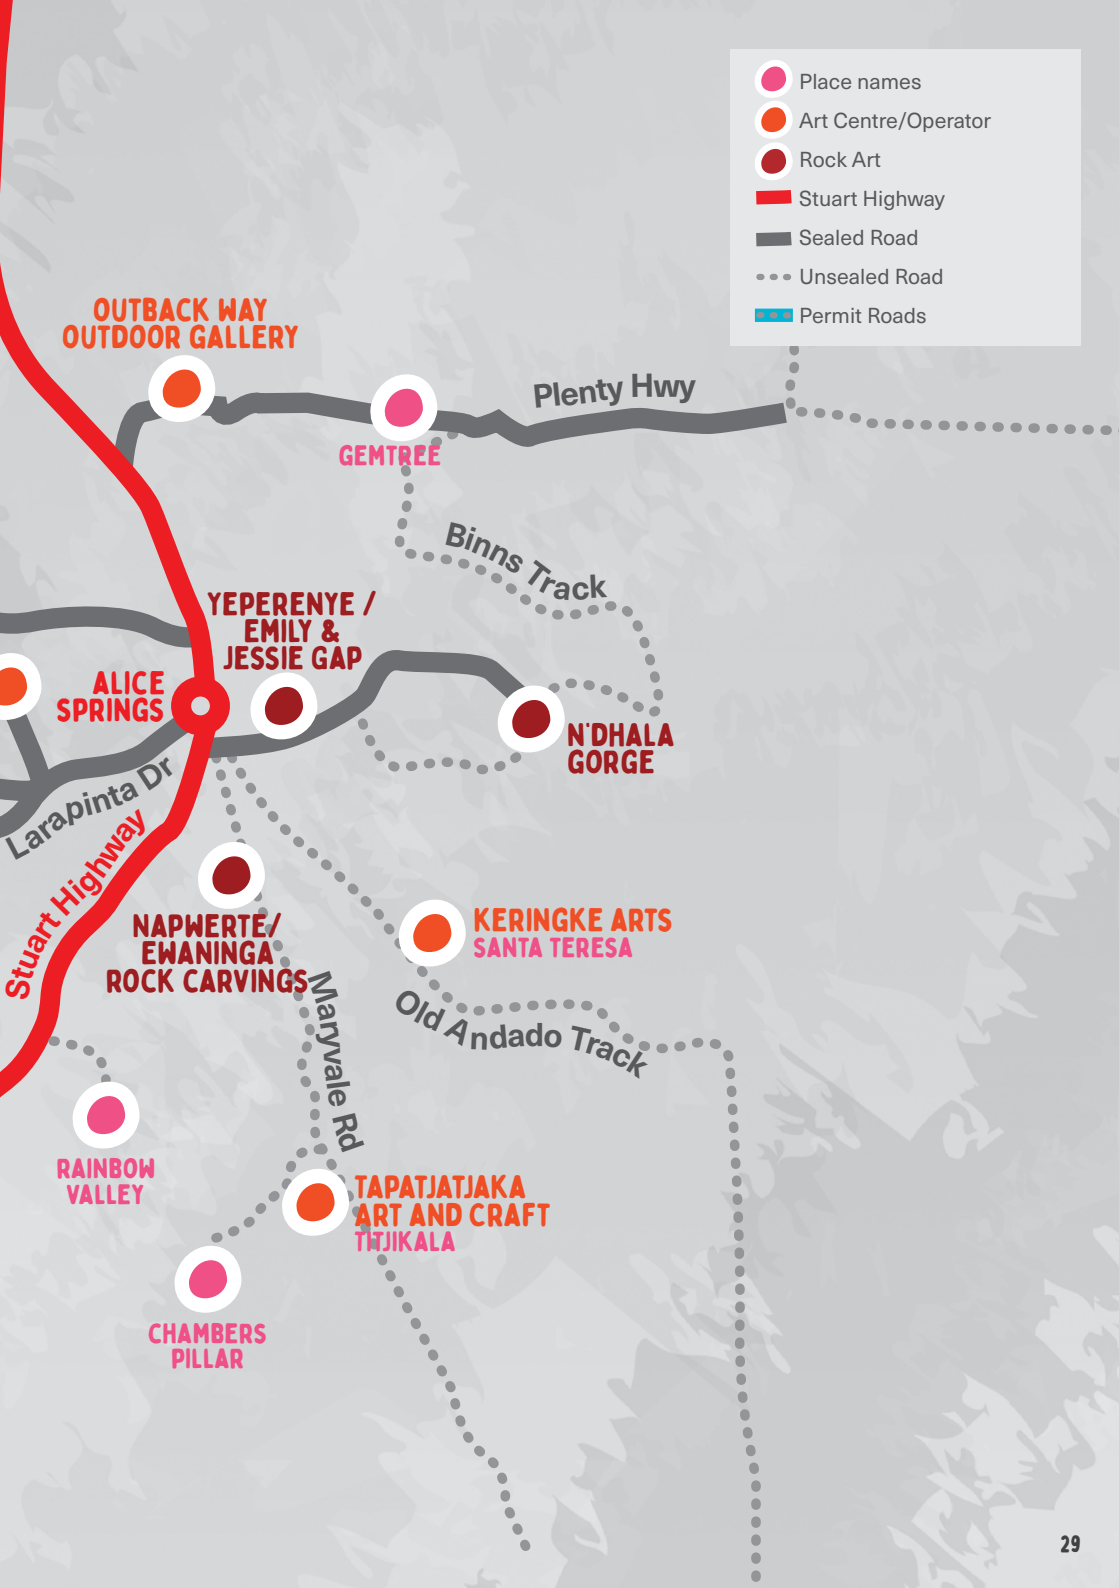 Place names
Art Centre/Operator
Rock Art
Stuart Highway
Sealed Road
Unsealed Road
Permit Roads
OUTBACK WAY
OUTDOOR GALLERY
Plenty Hwy
GEMTREE
Binns Track
YEPERENYE /
EMILY &
JESSIE GAP
ALICE
SPRINGS
N'DHALA
GORGE
Larapinta Dr
Stuart Highway
NAPWERTE/
EWANINGA
ROCK CARVINGS
KERINGKE ARTS
SANTA TERESA
Maryvale Rd
Old Andado Track
RAINBOW
VALLEY
TAPATJATJAKA
ART AND CRAFT
TITJIKALA
CHAMBERS
PILLAR
29